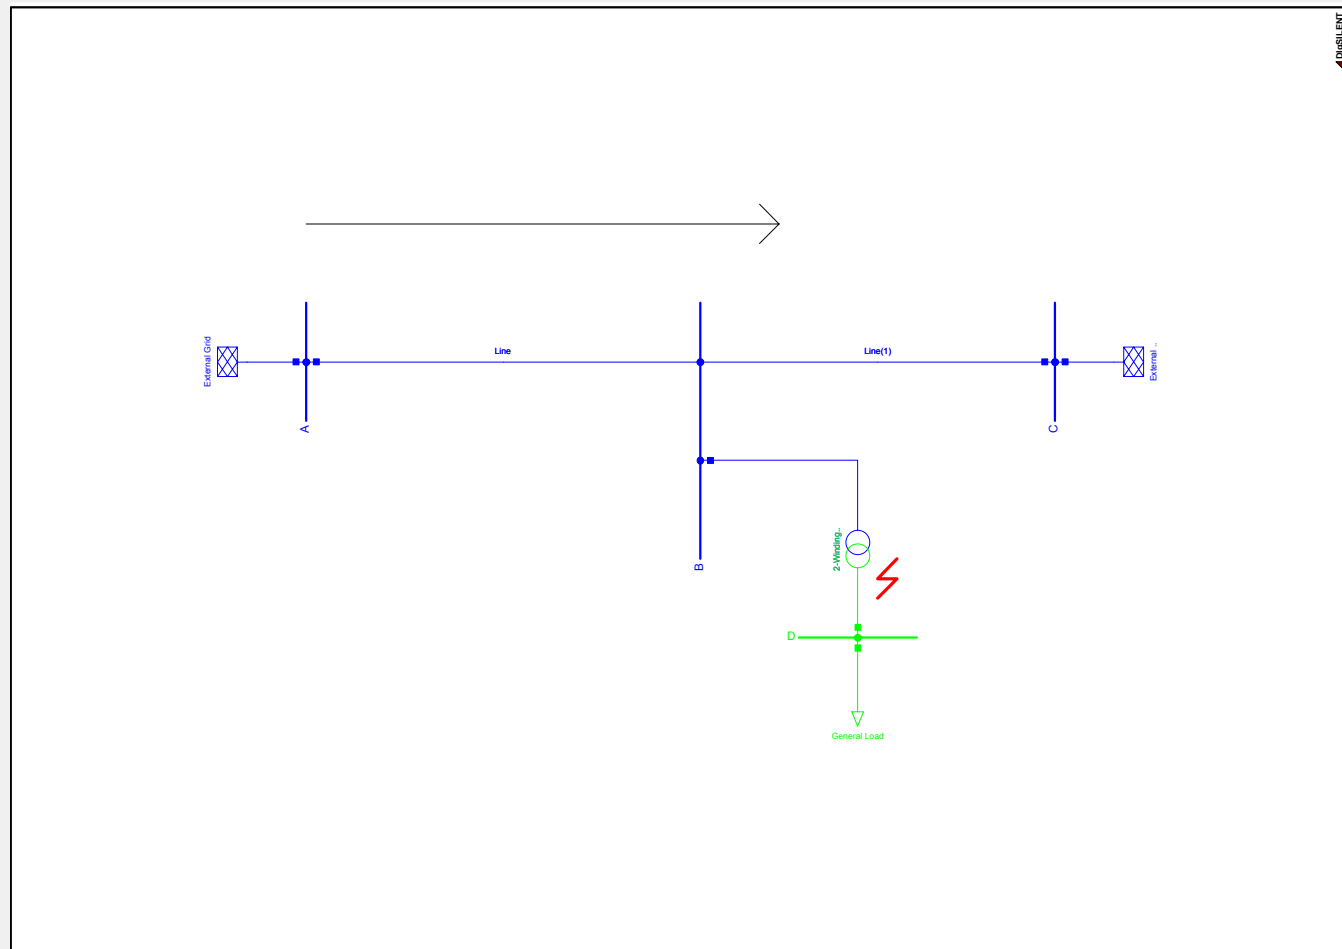 DIgSILENT
Line
Line(1)
External Grid
External ..
A
C
2-Winding..
B
D
General Load